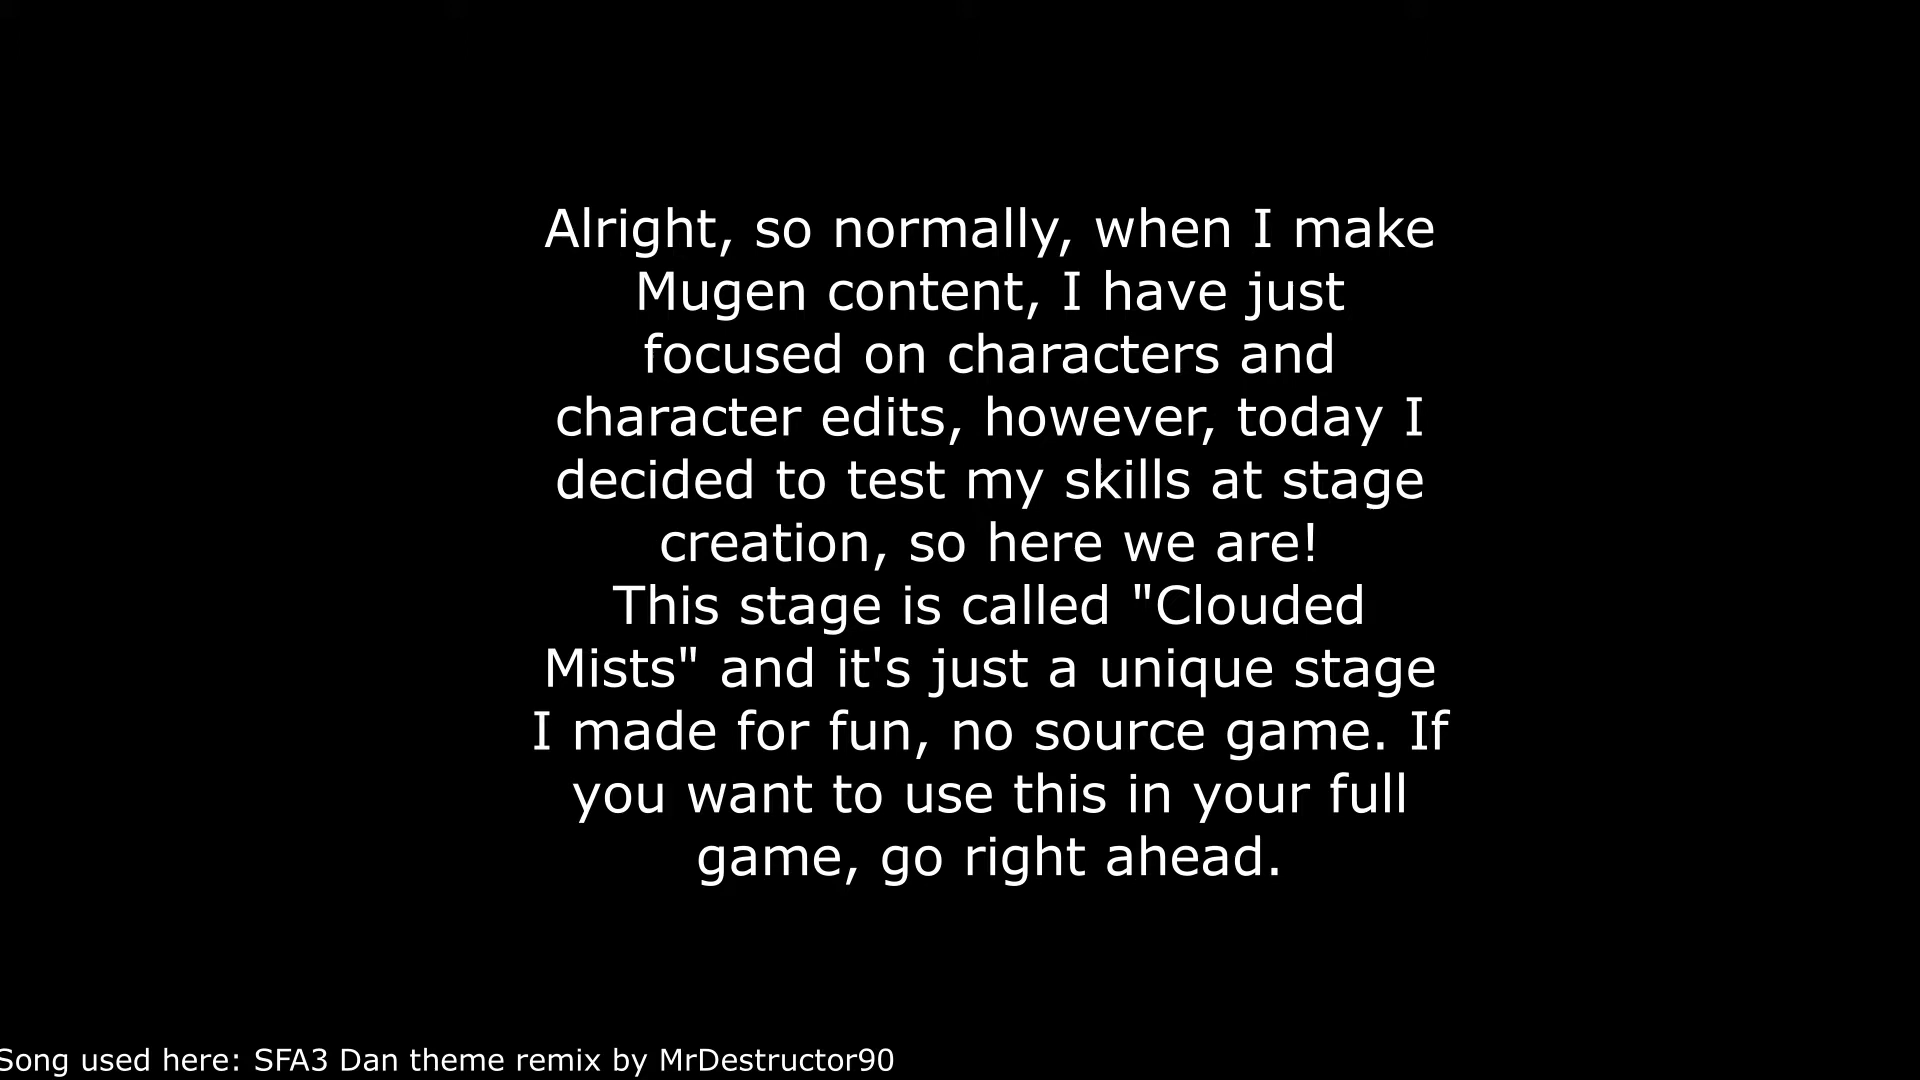 Alright, so normally, when I make
Mugen content, I have just
focused on characters and
character edits, however, today I
decided to test my skills at stage
creation, so here we are!
This stage is called "Clouded
Mists" and it's just a unique stage
I made for fun, no source game. If
you want to use this in your full
game, go right ahead.
Song used here: SFA3 Dan theme remix by MrDestructor90